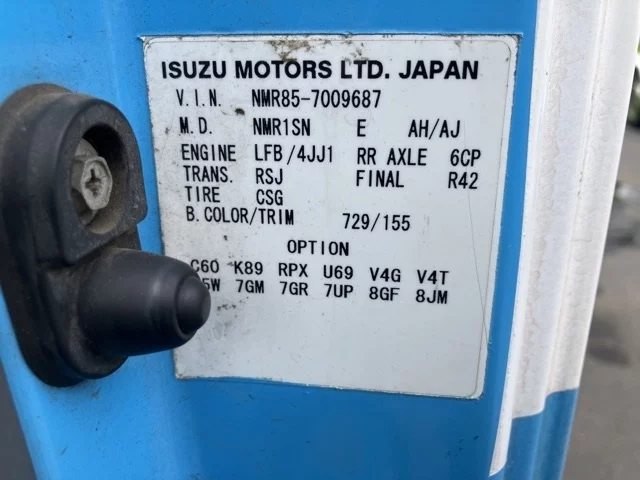 ISUZU MOTORS LTD. JAPAN
V.I.N. NMR85-7009687
M.D. NMR1SN E AH/AJ
ENGINE LFB/4JJ1 RR AXLE 6CP
TRANS. RSJ FINAL R42
TIRE CSG
B.COLOR/TRIM 729/155
OPTION
C60 K89 RPX U69 V4G V4T
7GM 7GR 7UP 8GF 8JM